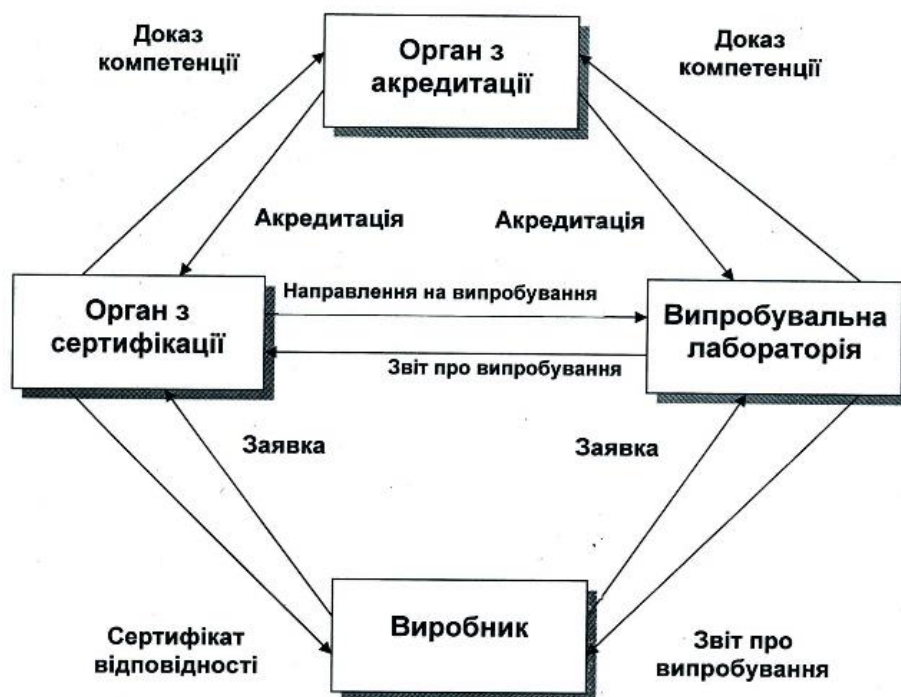 Доказ
компетенції
Орган з
акредитації
Доказ
компетенції
Акредитація
Акредитація
Орган з
сертифікації
Направлення на випробування
Звіт про випробування
Випробувальна
лабораторія
Заявка
Заявка
Сертифікат
відповідності
Виробник
Звіт про
випробування